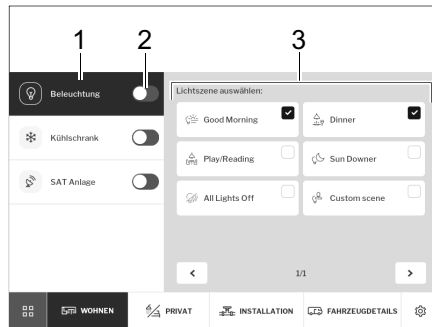 1 2 3
Beleuchtung
Lichtszene auswählen:
Good Morning Dinner
Kühlschrank
Play/Reading Sun Downer
SAT Anlage
All Lights Off Custom scene
1/1
WOHNEN PRIVAT INSTALLATION FAHRZEUGDETAILS